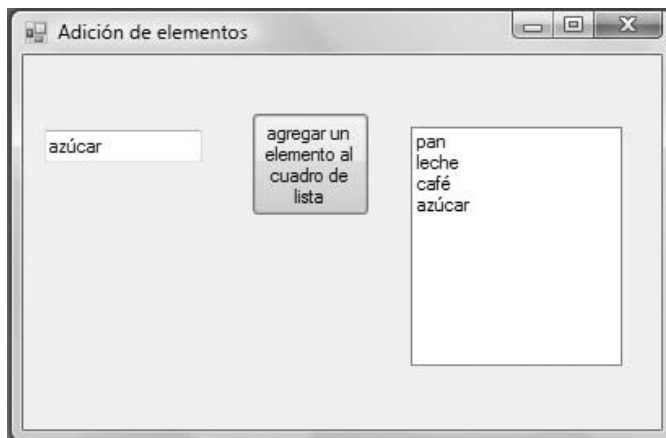 Adición de elementos
azúcar
agregar un
elemento al
cuadro de
lista
pan
leche
café
azúcar